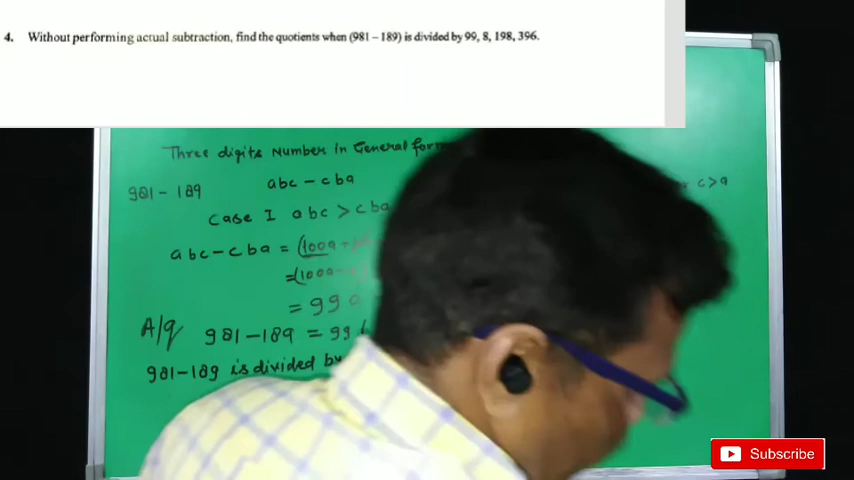 4. Without performing actual subtraction, find the quotients when (981 – 189) is divided by 99, 8, 198, 396.
Three digits Number in General form
981 - 189 abc - cba c>a
Case I abc > cba
abc - cba = (100a +
= (100a -
= 99a
A/q 981 - 189 = 99
981 - 189 is divided by
Subscribe